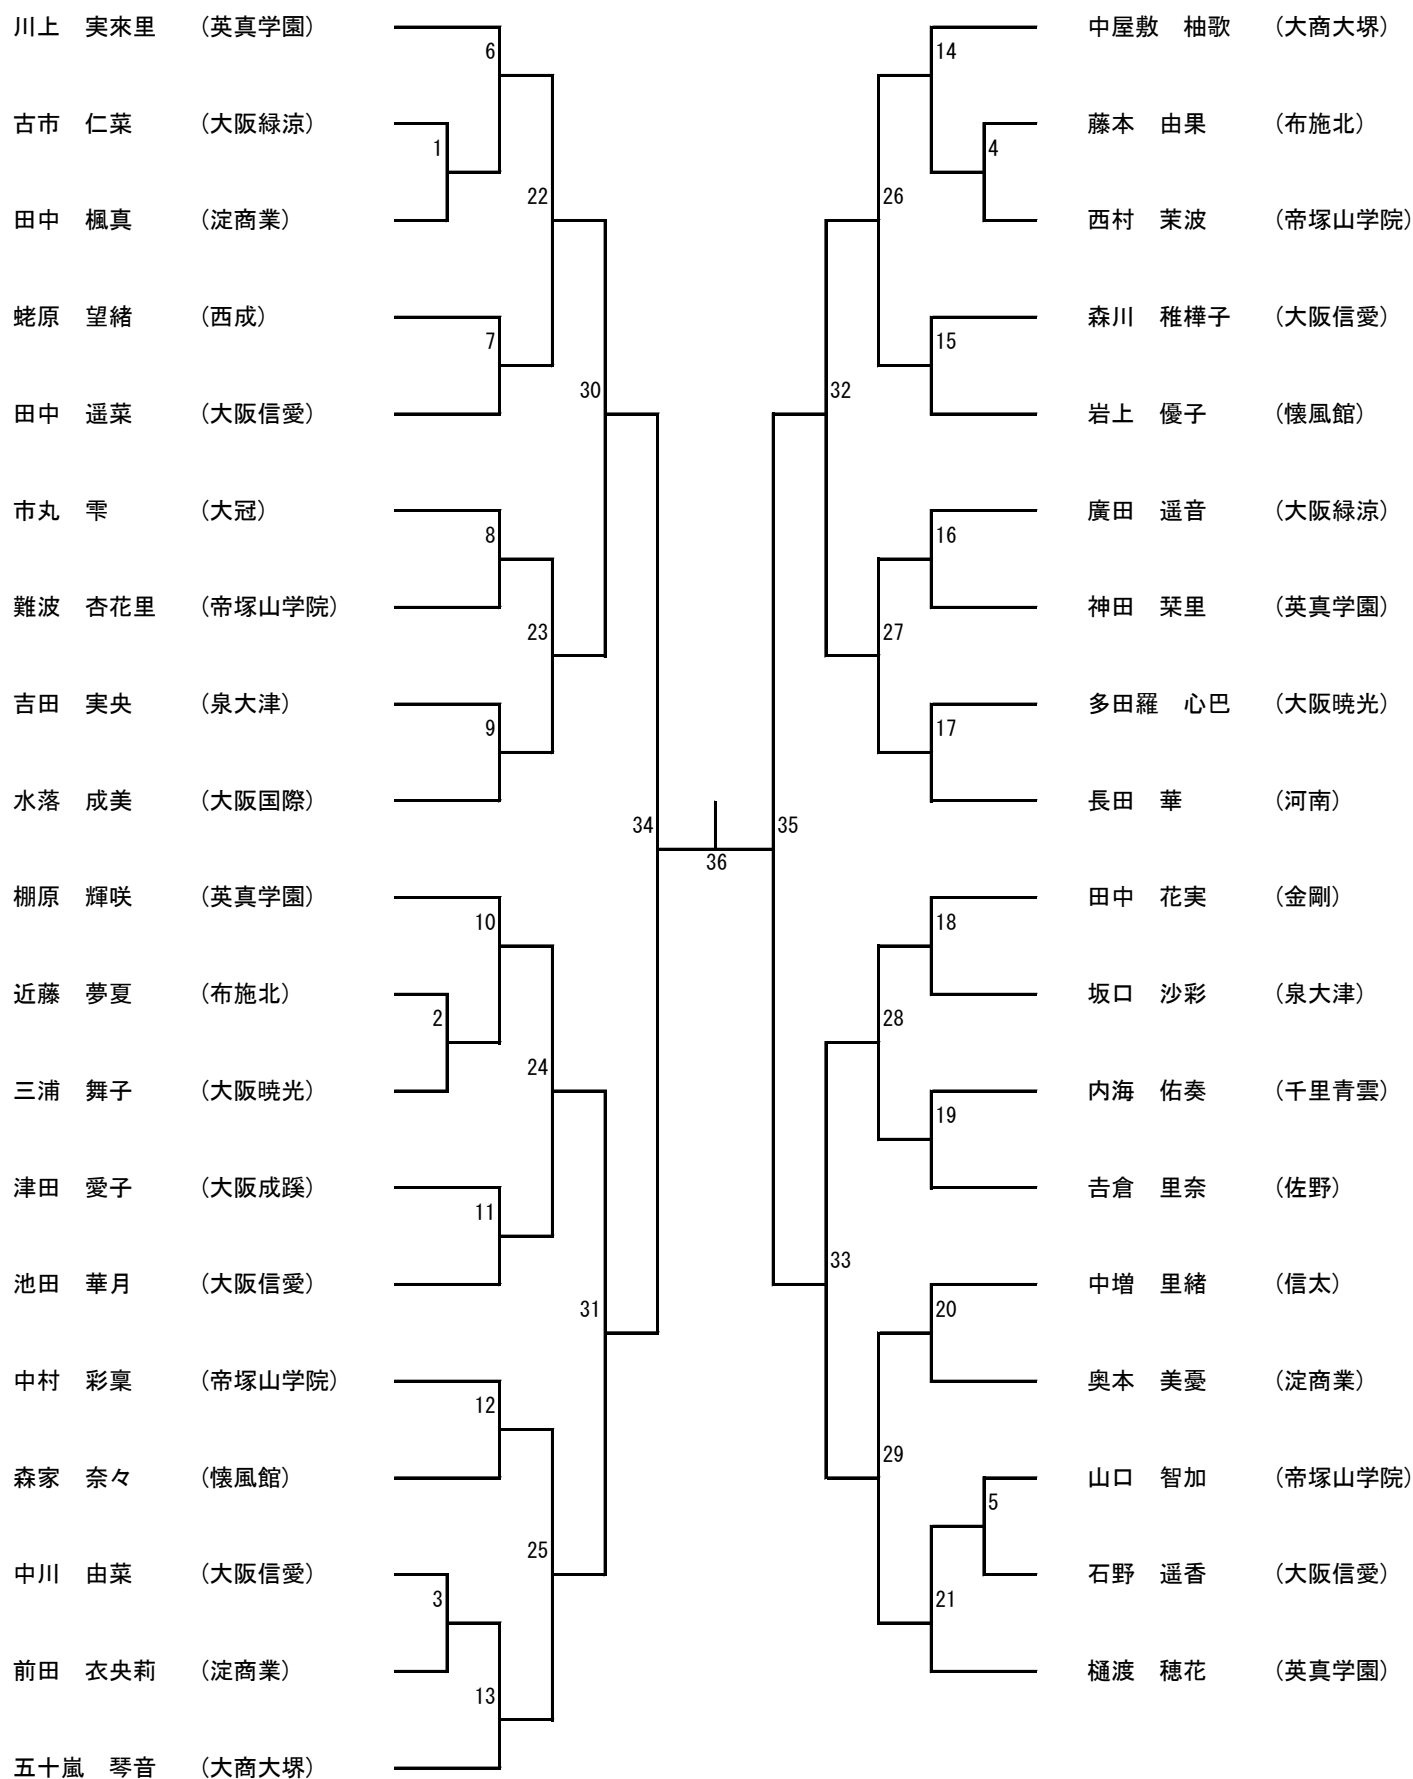 川上　実來里　（英真学園）
6
古市　仁菜　（大阪緑涼）
1
田中　楓真　（淀商業）
22
蛯原　望緒　（西成）
7
田中　遥菜　（大阪信愛）
30
市丸　雫　（大冠）
8
難波　杏花里　（帝塚山学院）
23
吉田　実央　（泉大津）
9
水落　成美　（大阪国際）
34
棚原　輝咲　（英真学園）
10
近藤　夢夏　（布施北）
2
三浦　舞子　（大阪暁光）
24
津田　愛子　（大阪成蹊）
11
池田　華月　（大阪信愛）
31
中村　彩稟　（帝塚山学院）
12
森家　奈々　（懐風館）
25
中川　由菜　（大阪信愛）
3
前田　衣央莉　（淀商業）
13
五十嵐　琴音　（大商大堺）
36
中屋敷　柚歌　（大商大堺）
14
藤本　由果　（布施北）
4
西村　茉波　（帝塚山学院）
26
森川　稚樺子　（大阪信愛）
15
岩上　優子　（懐風館）
32
廣田　遥音　（大阪緑涼）
16
神田　栞里　（英真学園）
27
多田羅　心巴　（大阪暁光）
17
長田　華　（河南）
35
田中　花実　（金剛）
18
坂口　沙彩　（泉大津）
28
内海　佑奏　（千里青雲）
19
𠮷倉　里奈　（佐野）
33
中増　里緒　（信太）
20
奥本　美憂　（淀商業）
29
山口　智加　（帝塚山学院）
5
石野　遥香　（大阪信愛）
21
樋渡　穂花　（英真学園）